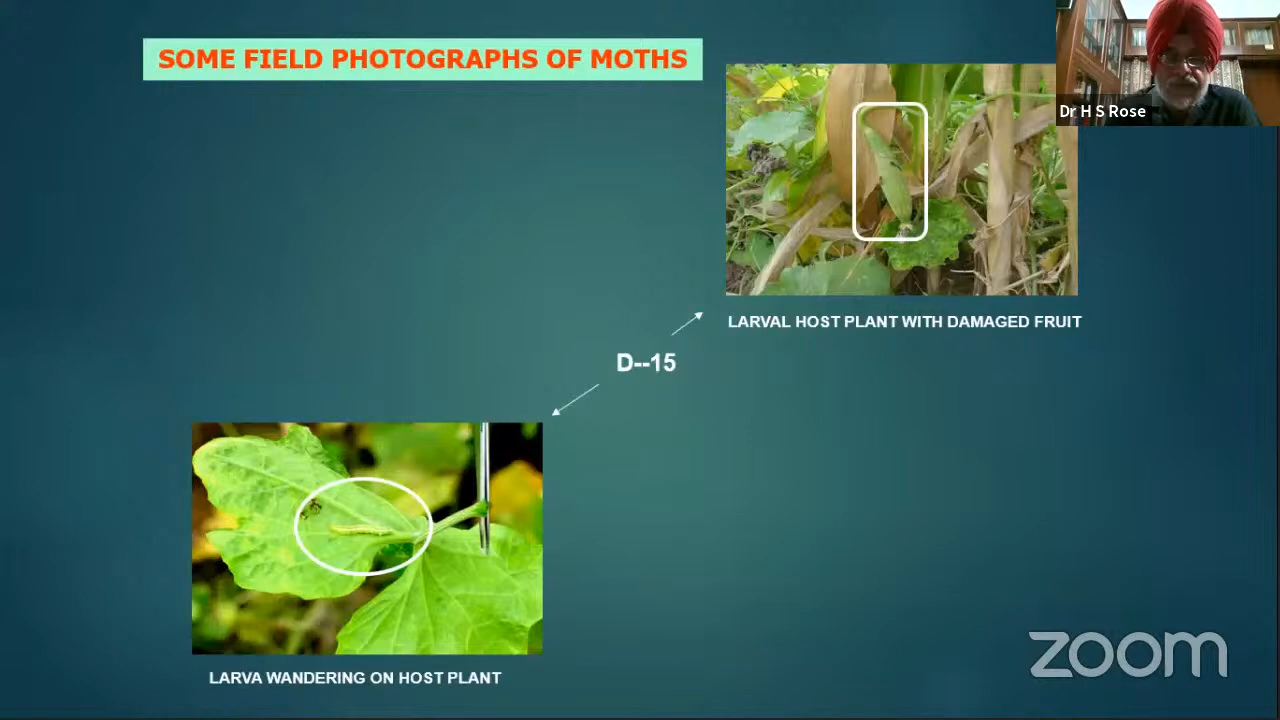 SOME FIELD PHOTOGRAPHS OF MOTHS
Dr H S Rose
LARVAL HOST PLANT WITH DAMAGED FRUIT
D--15
LARVA WANDERING ON HOST PLANT
zoom